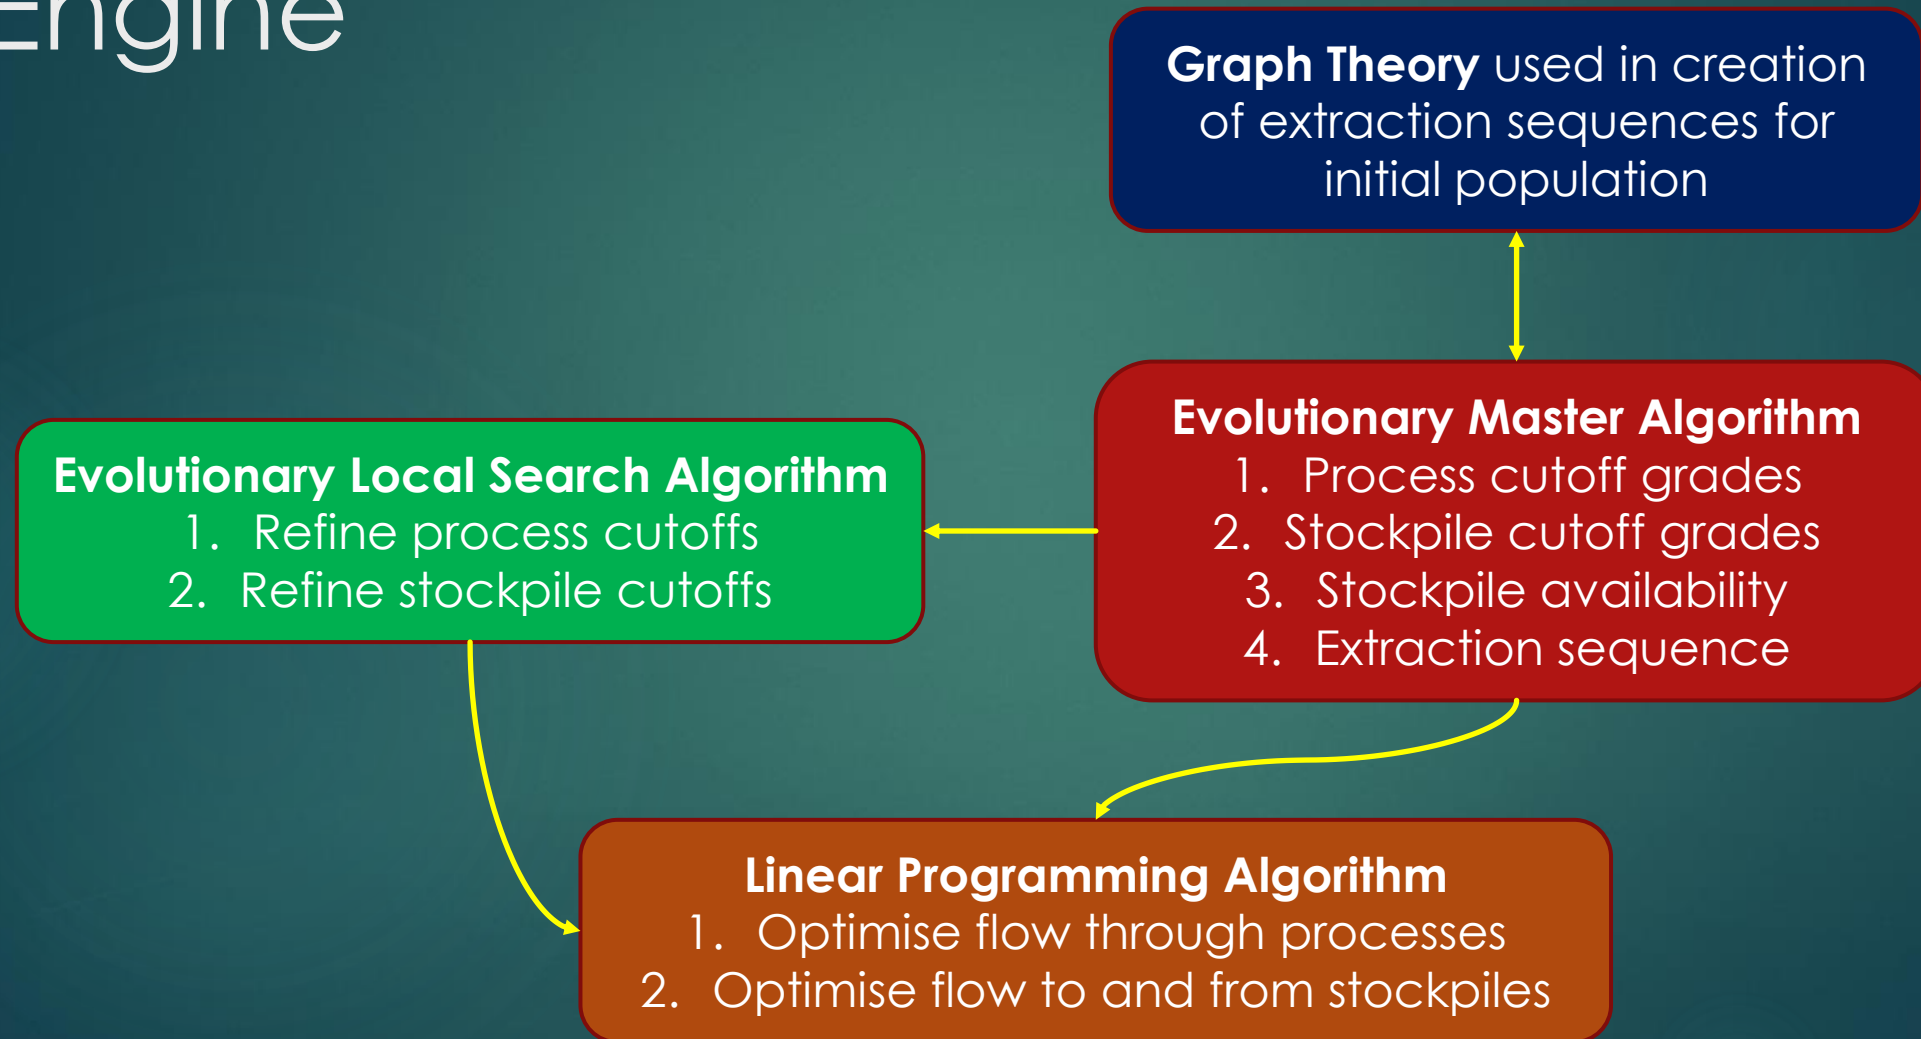 Engine
Graph Theory used in creation
of extraction sequences for
initial population
Evolutionary Master Algorithm
1. Process cutoff grades
2. Stockpile cutoff grades
3. Stockpile availability
4. Extraction sequence
Evolutionary Local Search Algorithm
1. Refine process cutoffs
2. Refine stockpile cutoffs
Linear Programming Algorithm
1. Optimise flow through processes
2. Optimise flow to and from stockpiles